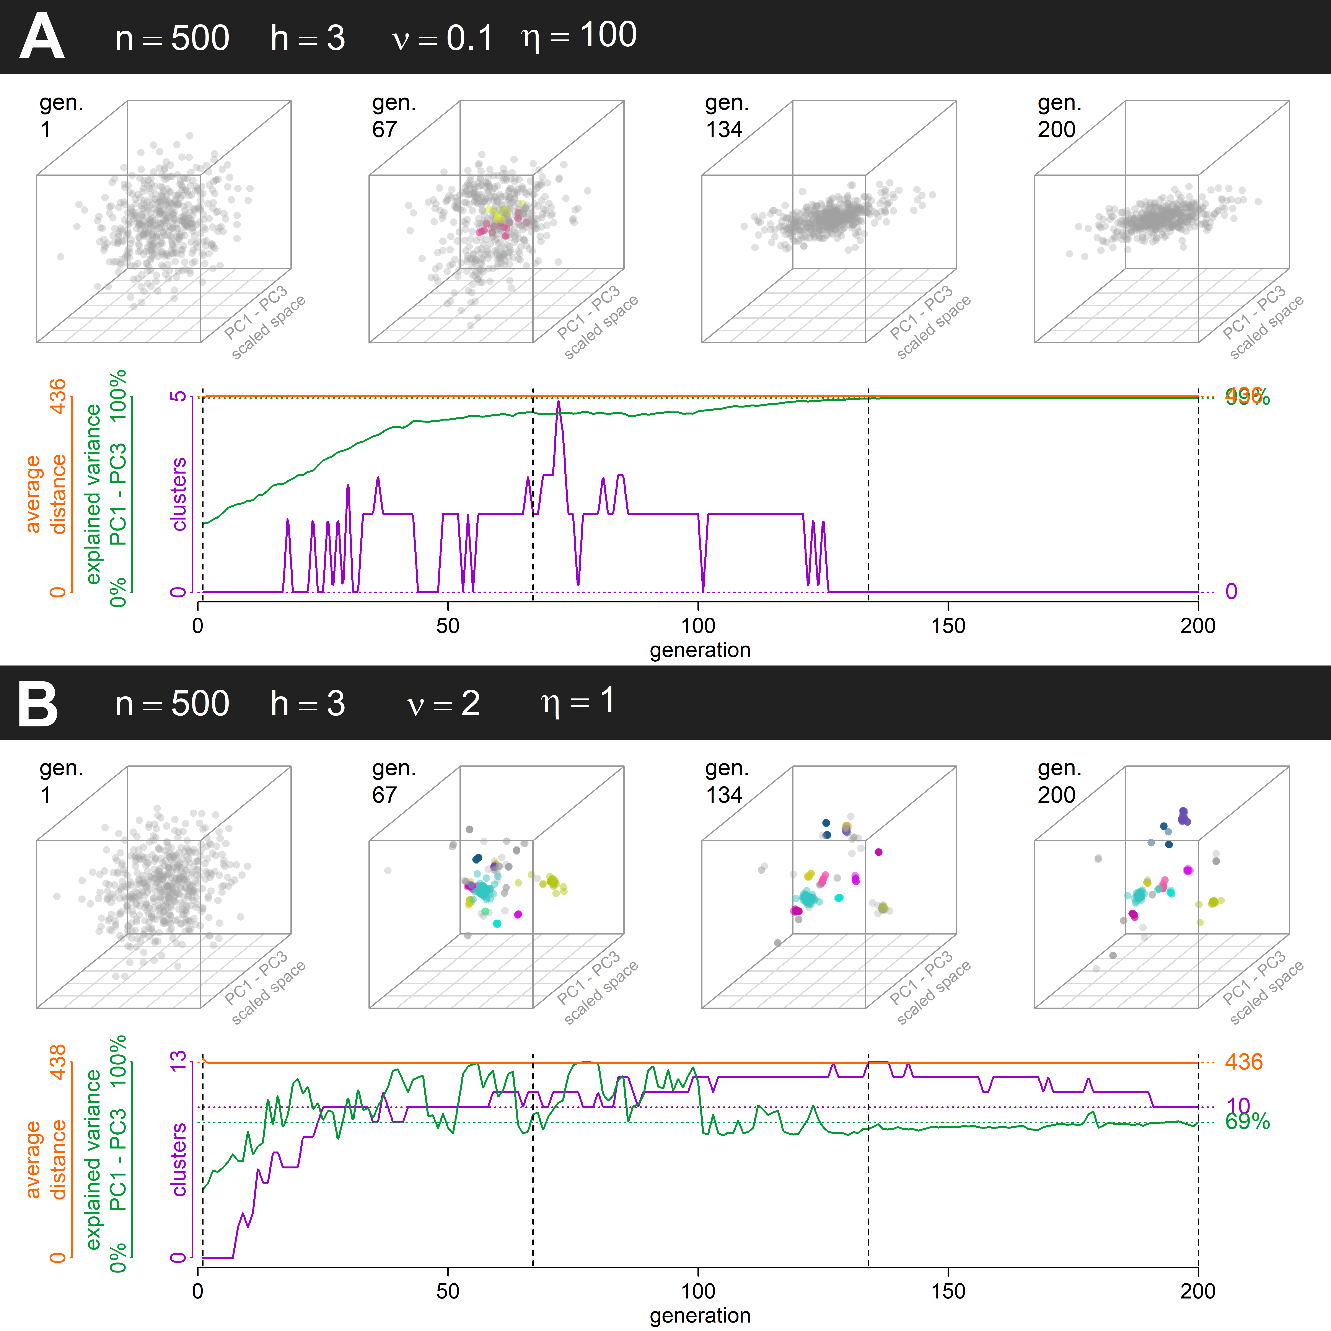 A n = 500 h = 3 ν = 0.1 η = 100
gen.
1
gen.
67
gen.
134
gen.
200
PC1 - PC3
scaled space
PC1 - PC3
scaled space
PC1 - PC3
scaled space
PC1 - PC3
scaled space
average
distance
0 436
explained variance
PC1 - PC3
0% 100%
clusters
0 5
436
99%
0
0 50 100 150 200
generation
B n = 500 h = 3 ν = 2 η = 1
gen.
1
gen.
67
gen.
134
gen.
200
PC1 - PC3
scaled space
PC1 - PC3
scaled space
PC1 - PC3
scaled space
PC1 - PC3
scaled space
average
distance
0 438
explained variance
PC1 - PC3
0% 100%
clusters
0 13
436
10
69%
0 50 100 150 200
generation